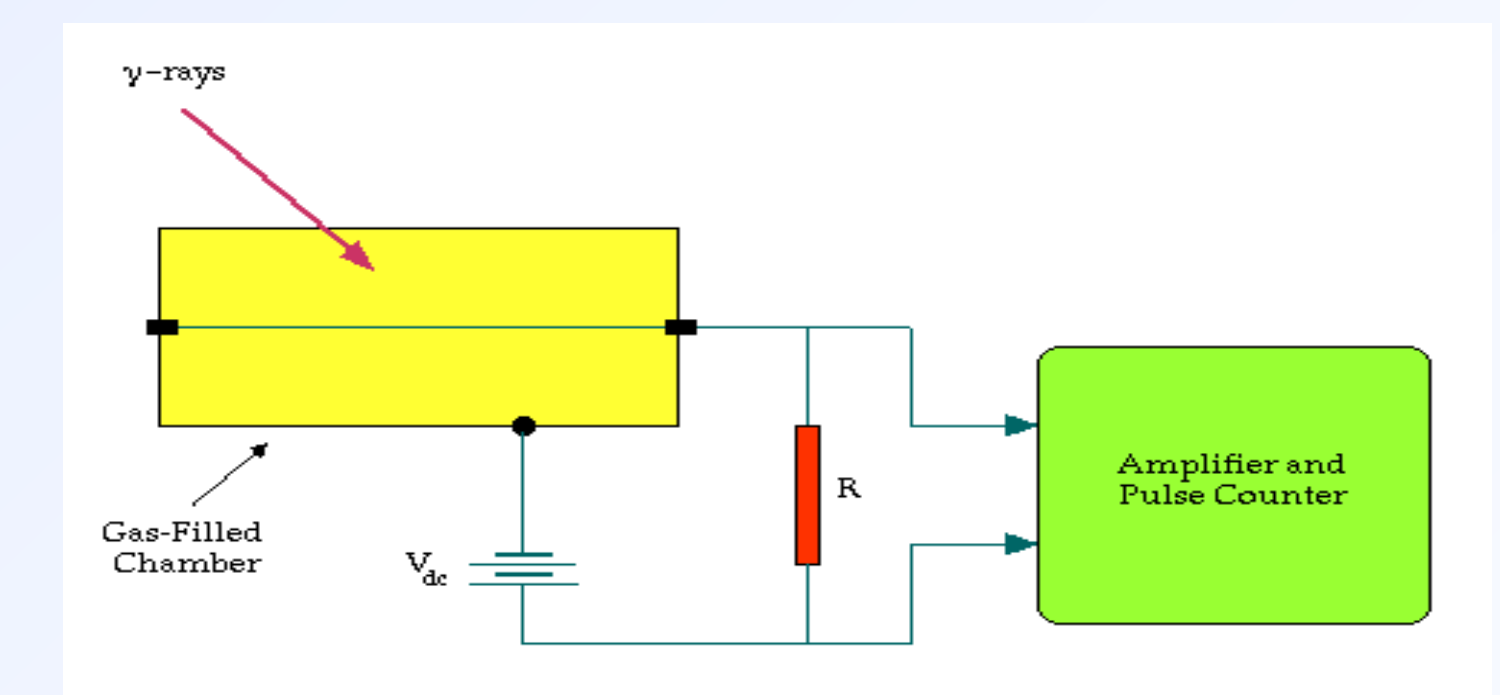 γ-rays
Gas-Filled
Chamber
Vdc
R
Amplifier and
Pulse Counter